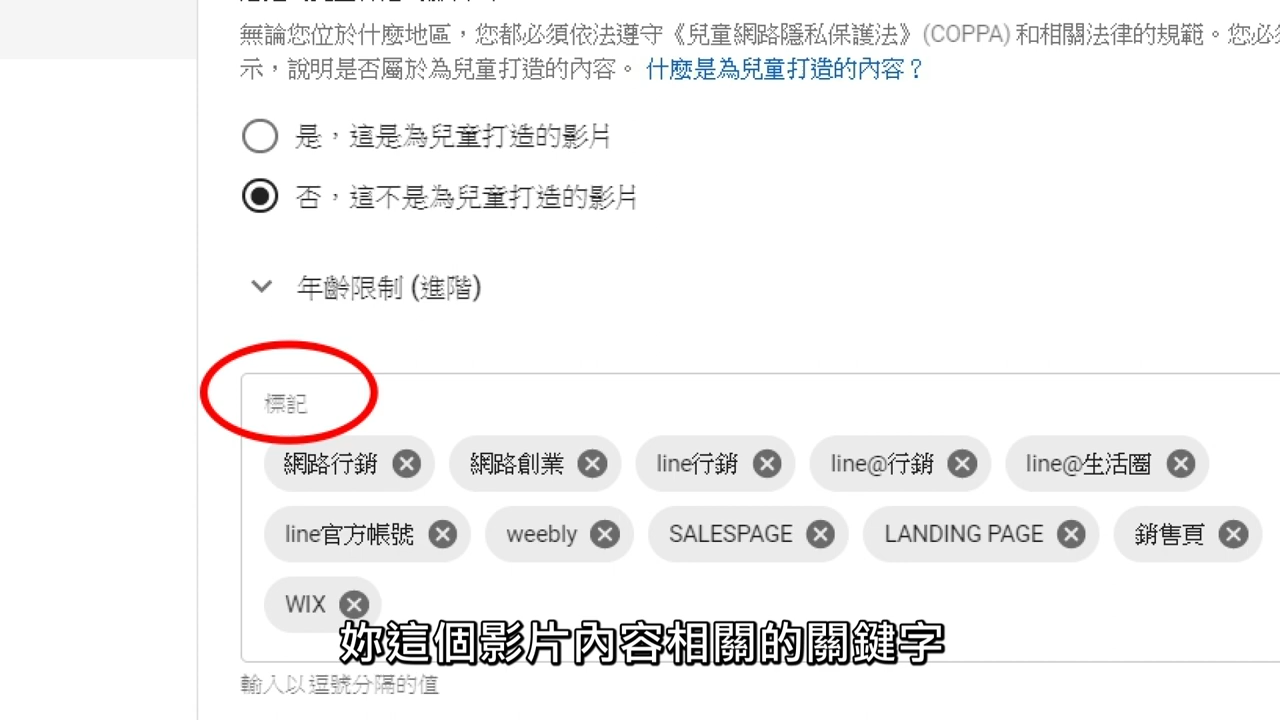 無論您位於什麼地區，您都必須依法遵守《兒童網路隱私保護法》(COPPA) 和相關法律的規範。您必
示，說明是否屬於為兒童打造的內容。 什麼是為兒童打造的內容？
是，這是為兒童打造的影片
否，這不是為兒童打造的影片
年齡限制 (進階)
標記
網路行銷 網路創業 line行銷 line@行銷 line@生活圈
line官方帳號 weebly SALESPAGE LANDING PAGE 銷售頁
WIX
妳這個影片內容相關的關鍵字
輸入以逗號分隔的值